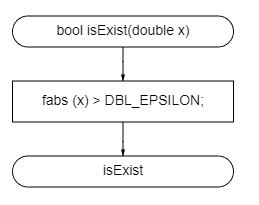 bool isExist(double x)
fabs (x) > DBL_EPSILON;
isExist